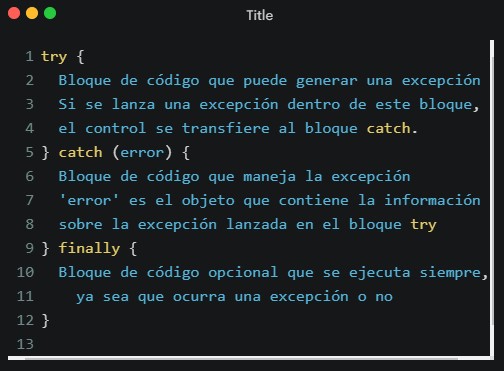 Title
1 try {
2 Bloque de código que puede generar una excepción
3 Si se lanza una excepción dentro de este bloque,
4 el control se transfiere al bloque catch.
5 } catch (error) {
6 Bloque de código que maneja la excepción
7 'error' es el objeto que contiene la información
8 sobre la excepción lanzada en el bloque try
9 } finally {
10 Bloque de código opcional que se ejecuta siempre,
11 ya sea que ocurra una excepción o no
12 }
13